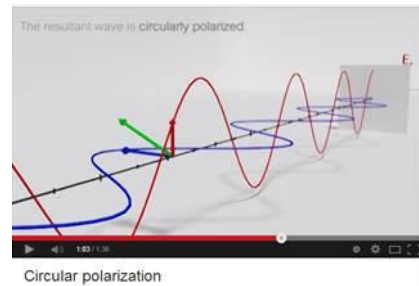 The resultant wave is circularly polarized.
E,
1:03 / 1:36
Circular polarization